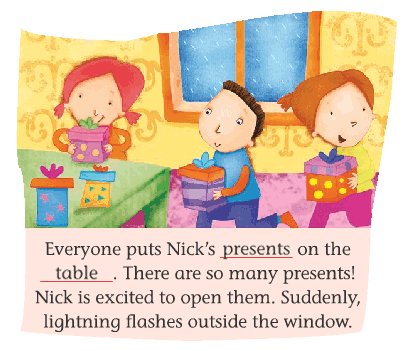 Everyone puts Nick's presents on the
table. There are so many presents!
Nick is excited to open them. Suddenly,
lightning flashes outside the window.